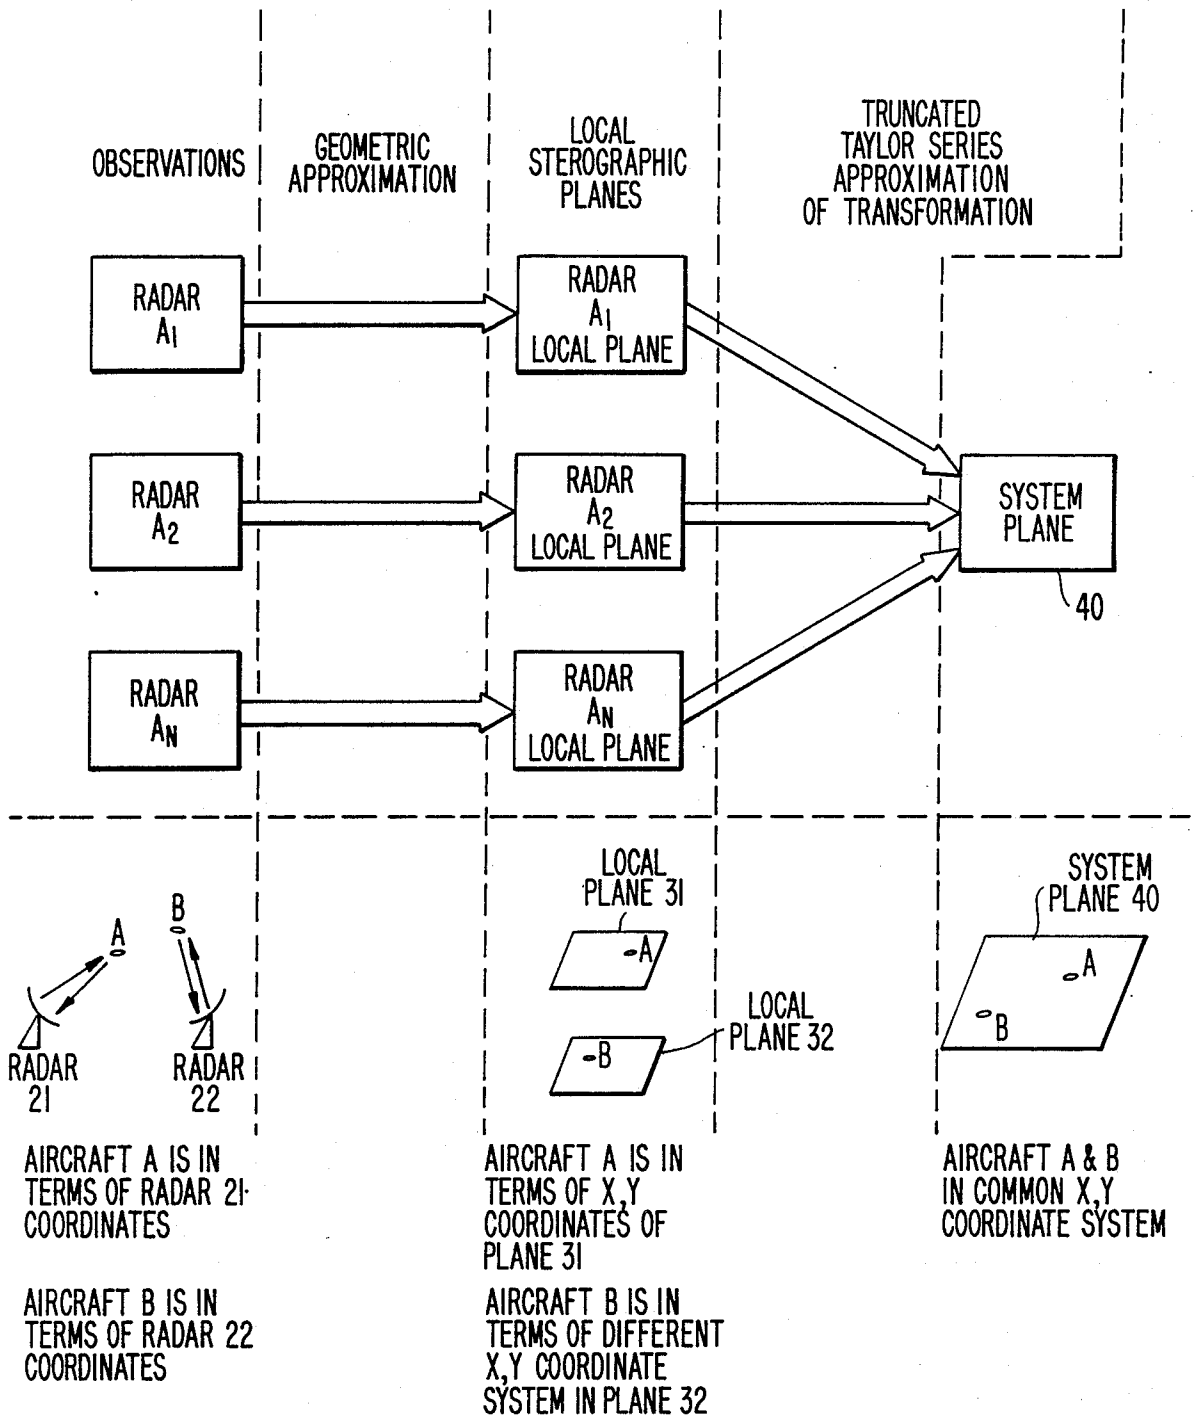 OBSERVATIONS
GEOMETRIC
APPROXIMATION
LOCAL
STEROGRAPHIC
PLANES
TRUNCATED
TAYLOR SERIES
APPROXIMATION
OF TRANSFORMATION
RADAR
A1
RADAR
A1
LOCAL PLANE
RADAR
A2
RADAR
A2
LOCAL PLANE
SYSTEM
PLANE
40
RADAR
AN
RADAR
AN
LOCAL PLANE
A
B
RADAR
21
RADAR
22
LOCAL
PLANE 31
A
LOCAL
PLANE 32
B
SYSTEM
PLANE 40
A
B
AIRCRAFT A IS IN
TERMS OF RADAR 21
COORDINATES
AIRCRAFT B IS IN
TERMS OF RADAR 22
COORDINATES
AIRCRAFT A IS IN
TERMS OF X,Y
COORDINATES OF
PLANE 31
AIRCRAFT B IS IN
TERMS OF DIFFERENT
X,Y COORDINATE
SYSTEM IN PLANE 32
AIRCRAFT A & B
IN COMMON X,Y
COORDINATE SYSTEM